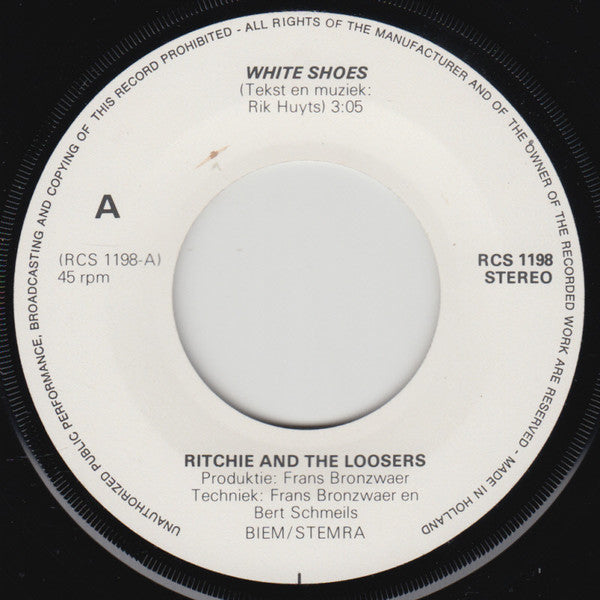 UNAUTHORIZED PUBLIC PERFORMANCE, BROADCASTING AND COPYING OF THIS RECORD PROHIBITED - ALL RIGHTS OF THE MANUFACTURER AND OF THE OWNER OF THE RECORDED WORK ARE RESERVED - MADE IN HOLLAND
WHITE SHOES
(Tekst en muziek:
Rik Huyts) 3:05
A
(RCS 1198-A)
45 rpm
RCS 1198
STEREO
RITCHIE AND THE LOOSERS
Produktie: Frans Bronzwaer
Techniek: Frans Bronzwaer en
Bert Schmeils
BIEM/STEMRA